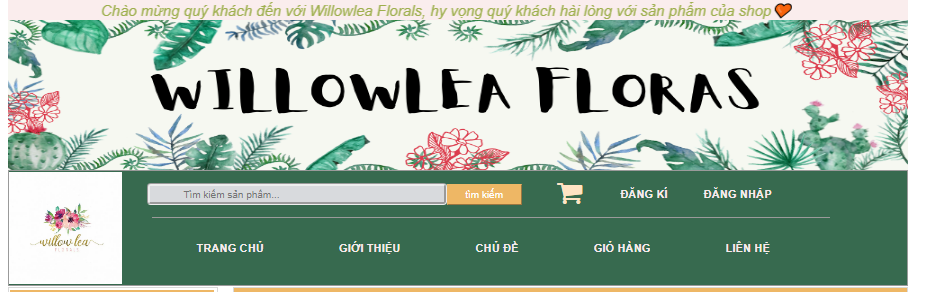 Chào mừng quý khách đến với Willowlea Florals, hy vong quý khách hài lòng với sản phẩm của shop
WILLOWLEA FLORAS
Tìm kiếm sản phẩm... tìm kiếm ĐĂNG KÍ ĐĂNG NHẬP
willow lea
FLORALS
TRANG CHỦ GIỚI THIỆU CHỦ ĐỀ GIỎ HÀNG LIÊN HỆ